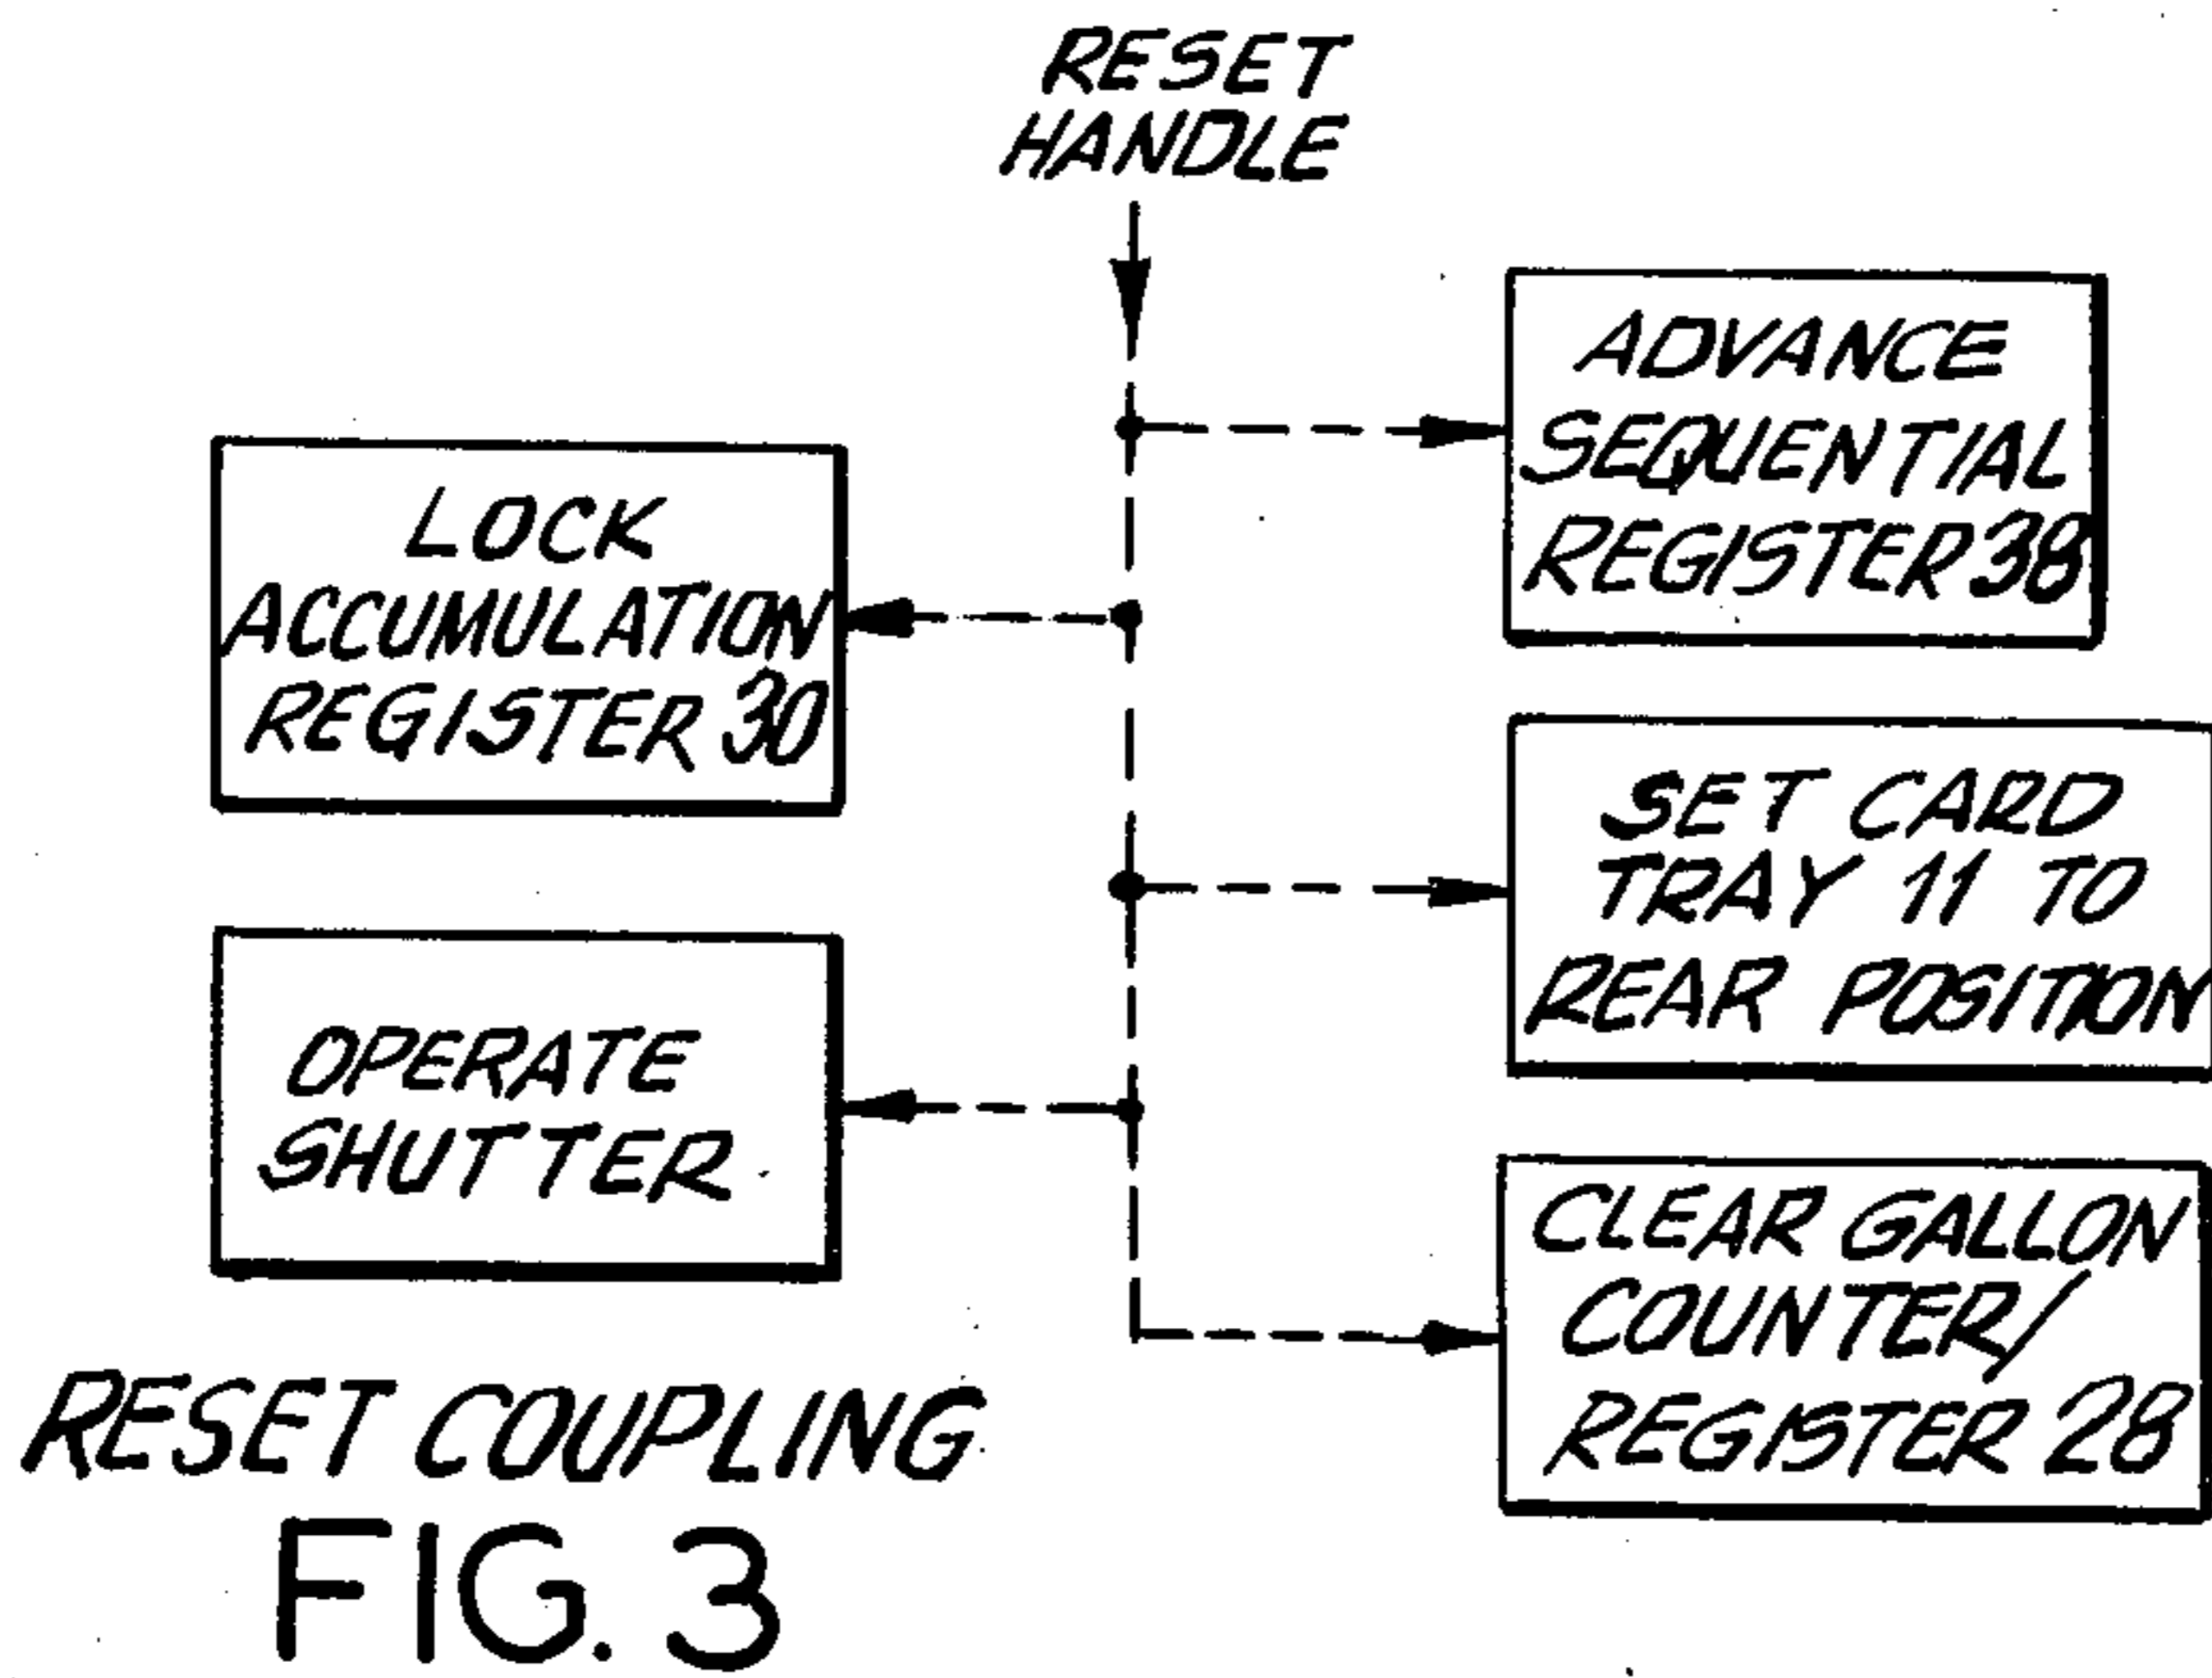 RESET
HANDLE
ADVANCE
SEQUENTIAL
REGISTER 38
LOCK
ACCUMULATION
REGISTER 30
SET CARD
TRAY 11 TO
REAR POSITION
OPERATE
SHUTTER
CLEAR GALLON
COUNTER/
REGISTER 28
RESET COUPLING
FIG. 3